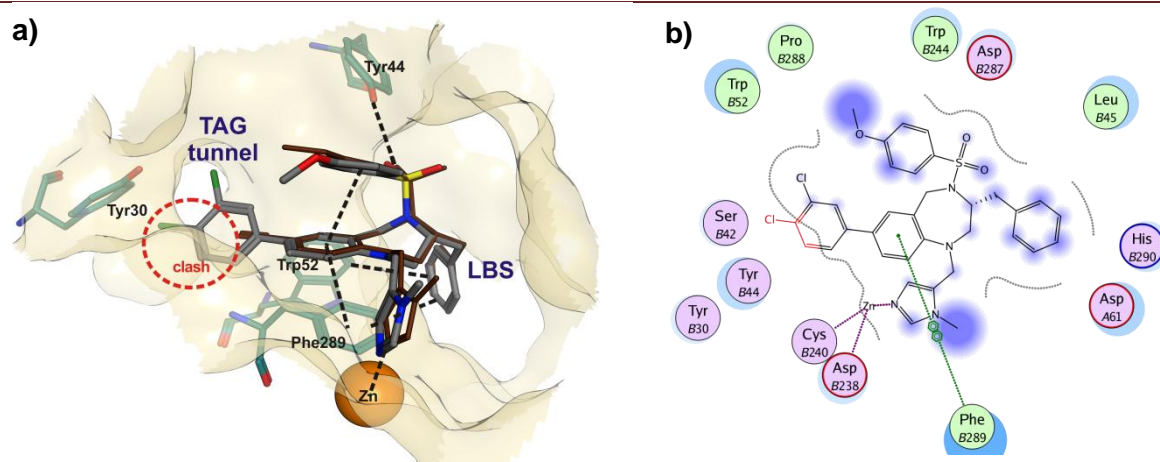 a)
Tyr44
TAG
tunnel
Tyr30
clash
Trp52
LBS
Phe289
Zn
b)
Pro
B288
Trp
B244
Asp
B287
Trp
B52
Leu
B45
O
O
S
O
N
Cl
Cl
Ser
B42
His
B290
N
Tyr
B44
Asp
A61
Zn
N
Tyr
B30
N
Cys
B240
Asp
B238
Phe
B289